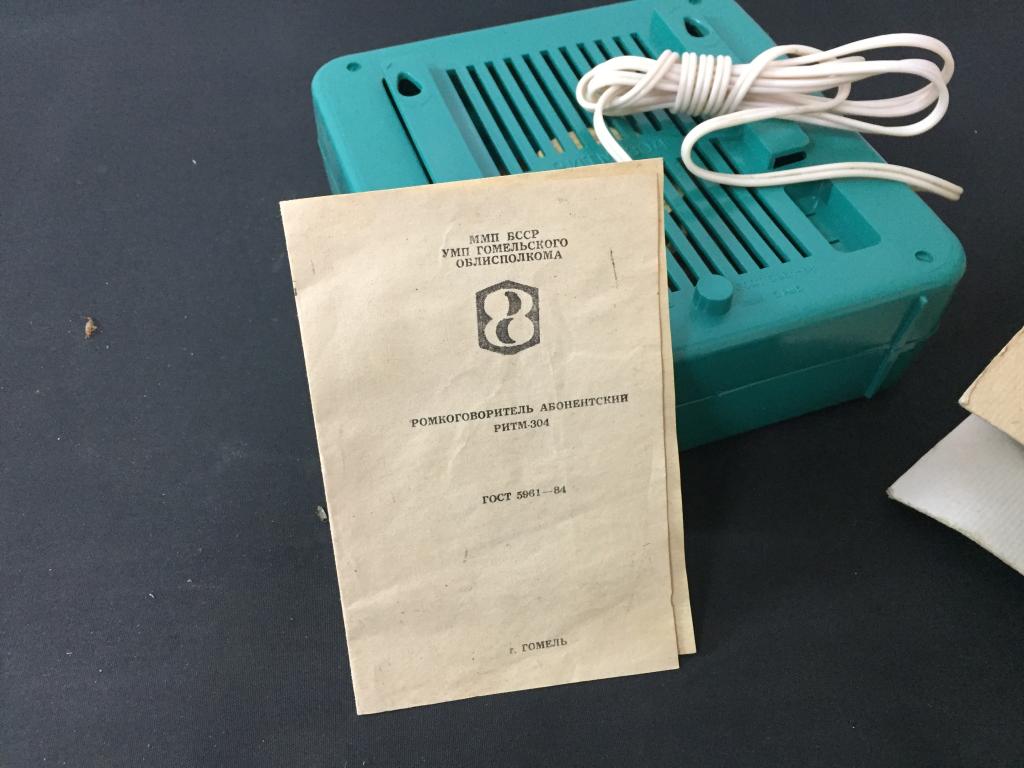 ММП БССР
УМП ГОМЕЛЬСКОГО
ОБЛИСПОЛКОМА
РОМКОГОВОРИТЕЛЬ АБОНЕНТСКИЙ
РИТМ-304
ГОСТ 5961—84
г. ГОМЕЛЬ